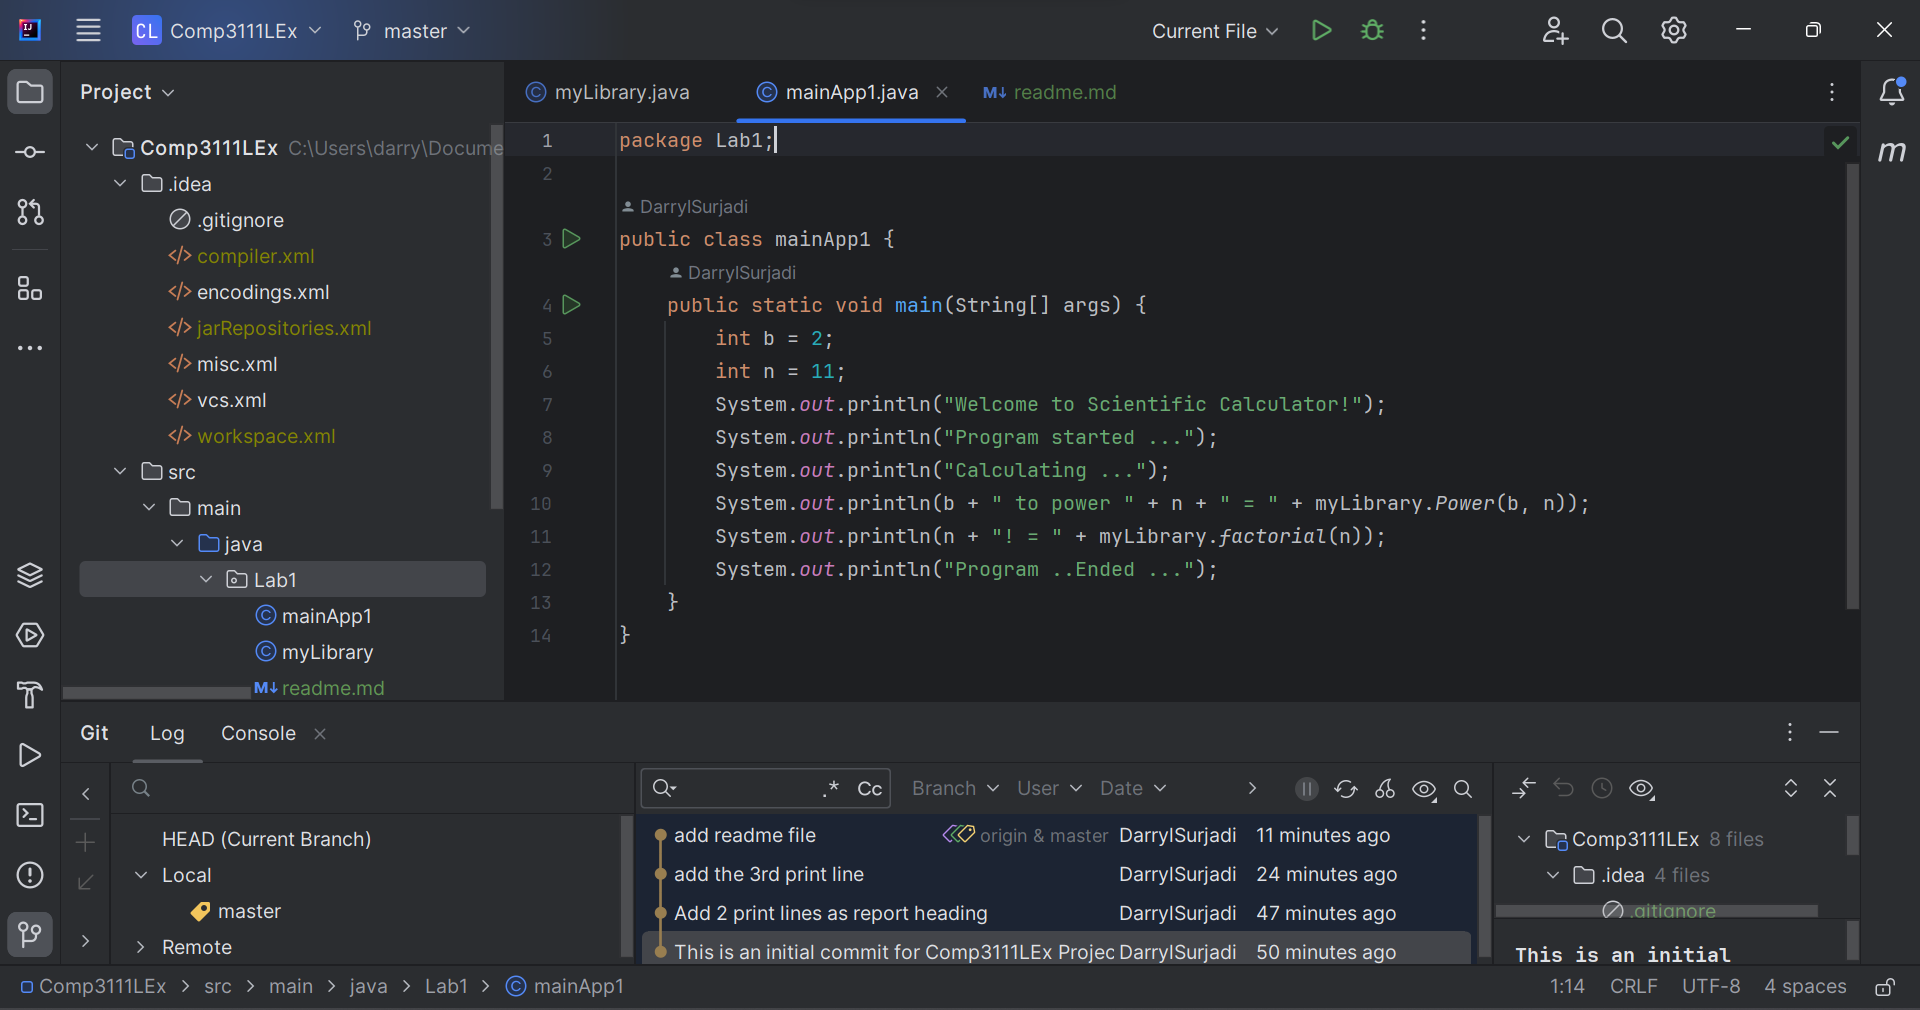 CL Comp3111LEx master Current File
Project
myLibrary.java mainApp1.java readme.md
Comp3111LEx C:\Users\darry\Docume
.idea
.gitignore
compiler.xml
encodings.xml
jarRepositories.xml
misc.xml
vcs.xml
workspace.xml
src
main
java
Lab1
mainApp1
myLibrary
readme.md
1 package Lab1;
2
DarrylSurjadi
3 public class mainApp1 {
DarrylSurjadi
4 public static void main(String[] args) {
5 int b = 2;
6 int n = 11;
7 System.out.println("Welcome to Scientific Calculator!");
8 System.out.println("Program started ...");
9 System.out.println("Calculating ...");
10 System.out.println(b + " to power " + n + " = " + myLibrary.Power(b, n));
11 System.out.println(n + "! = " + myLibrary.factorial(n));
12 System.out.println("Program ..Ended ...");
13 }
14 }
m
Git Log Console
HEAD (Current Branch)
Local
master
Remote
.* Cc Branch User Date
add readme file origin & master DarrylSurjadi 11 minutes ago
add the 3rd print line DarrylSurjadi 24 minutes ago
Add 2 print lines as report heading DarrylSurjadi 47 minutes ago
This is an initial commit for Comp3111LEx Projec DarrylSurjadi 50 minutes ago
Comp3111LEx 8 files
.idea 4 files
.gitignore
This is an initial
Comp3111LEx > src > main > java > Lab1 > mainApp1 1:14 CRLF UTF-8 4 spaces